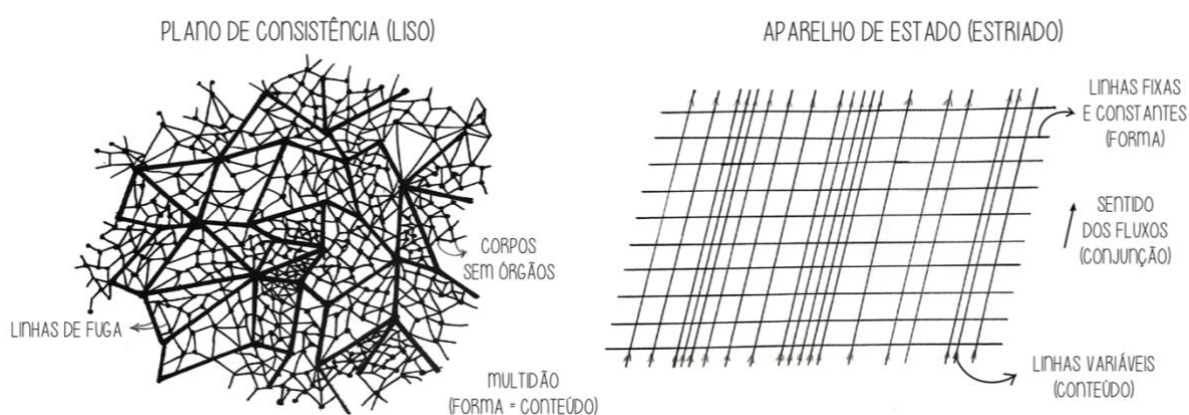 PLANO DE CONSISTÊNCIA (LISO)
CORPOS
SEM ÓRGÃOS
LINHAS DE FUGA
MULTIDÃO
(FORMA = CONTEÚDO)
APARELHO DE ESTADO (ESTRIADO)
LINHAS FIXAS
E CONSTANTES
(FORMA)
SENTIDO
DOS FLUXOS
(CONJUNÇÃO)
LINHAS VARIÁVEIS
(CONTEÚDO)